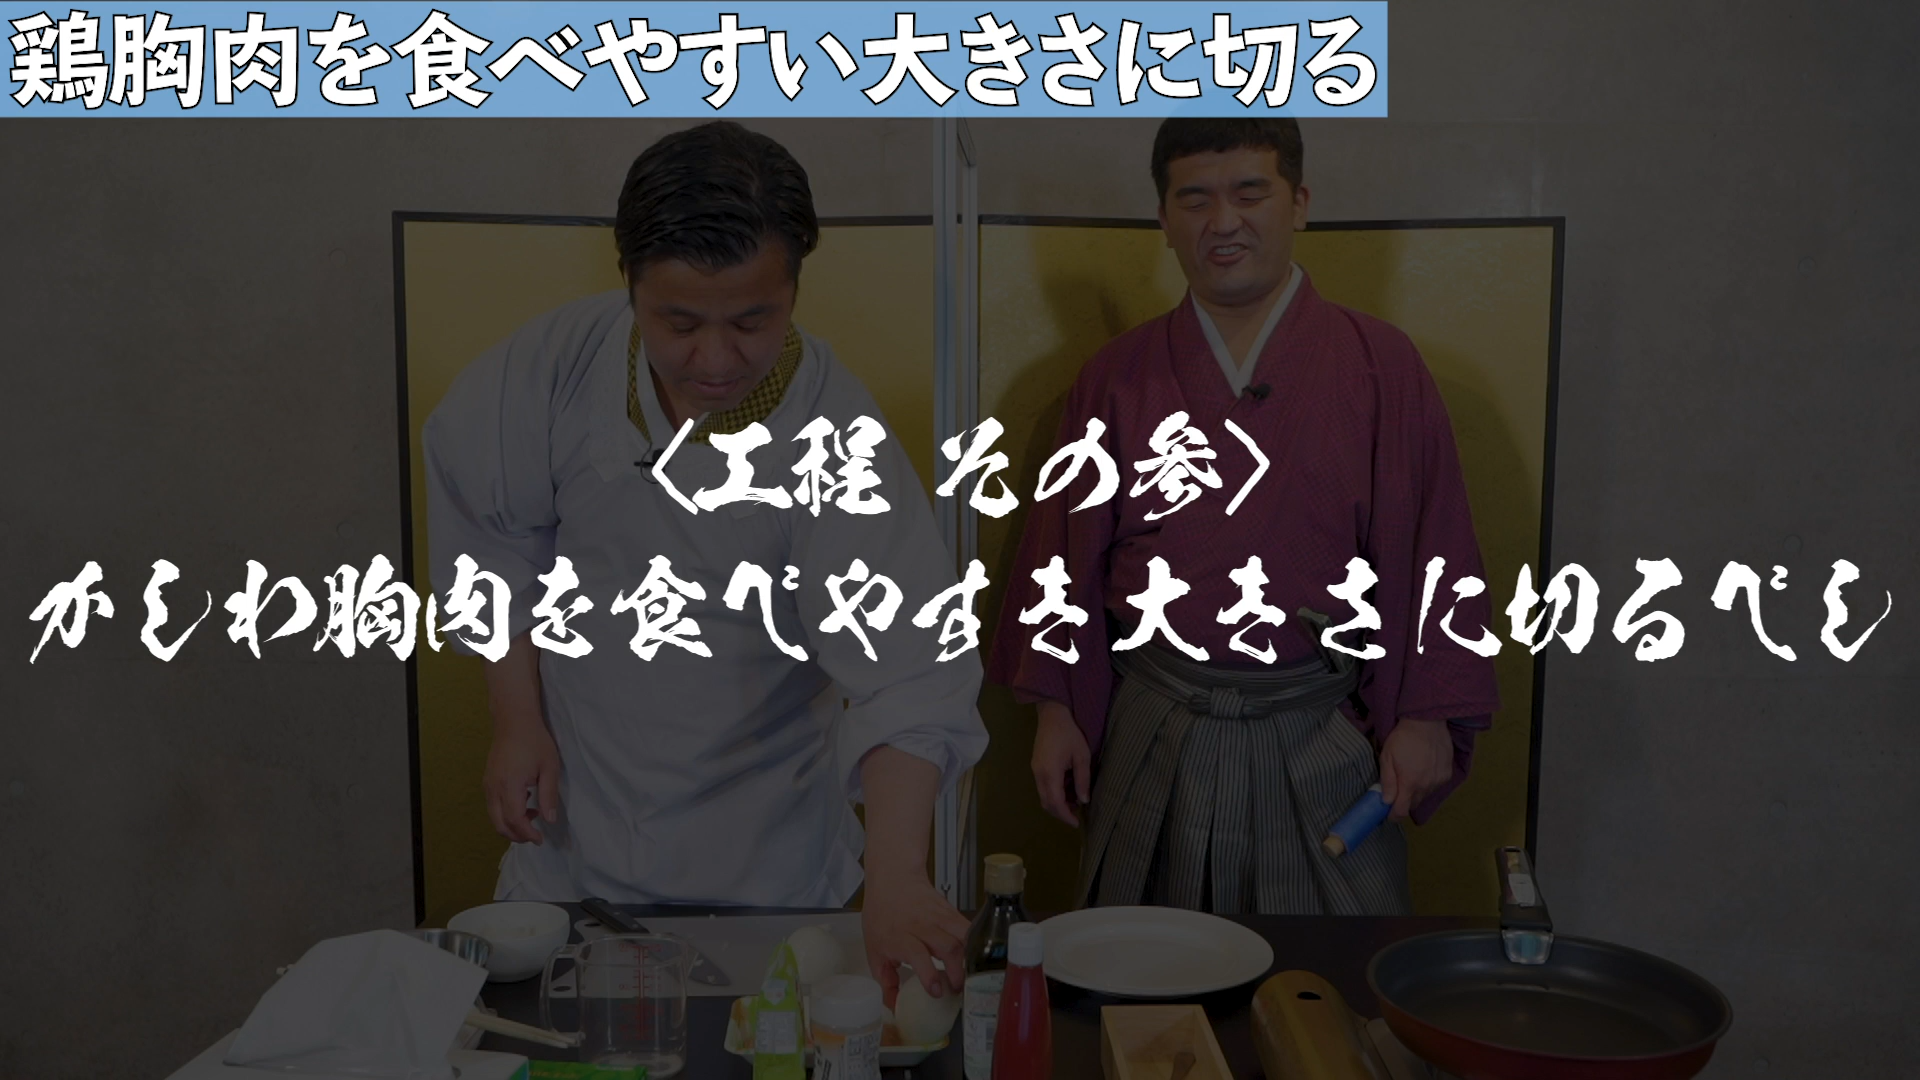 鶏胸肉を食べやすい大きさに切る
〈工程 その参〉
かしわ胸肉を食べやすき大きさに切るべし